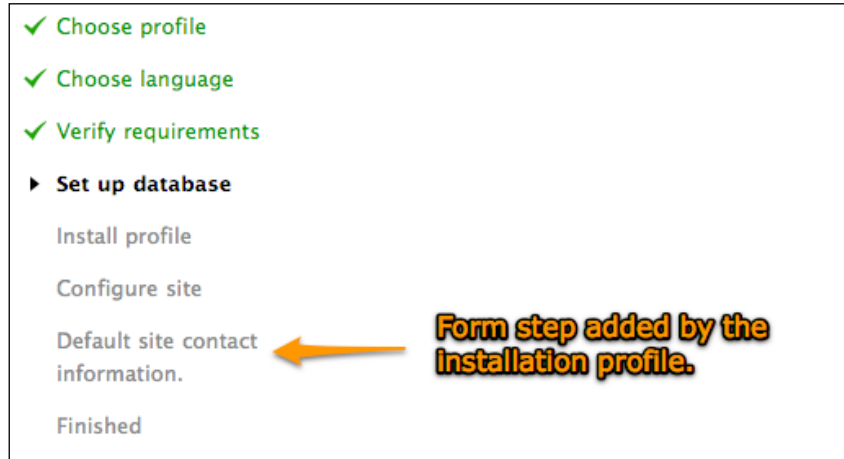 Choose profile
Choose language
Verify requirements
Set up database
Install profile
Configure site
Default site contact
information.
Form step added by the
installation profile.
Finished